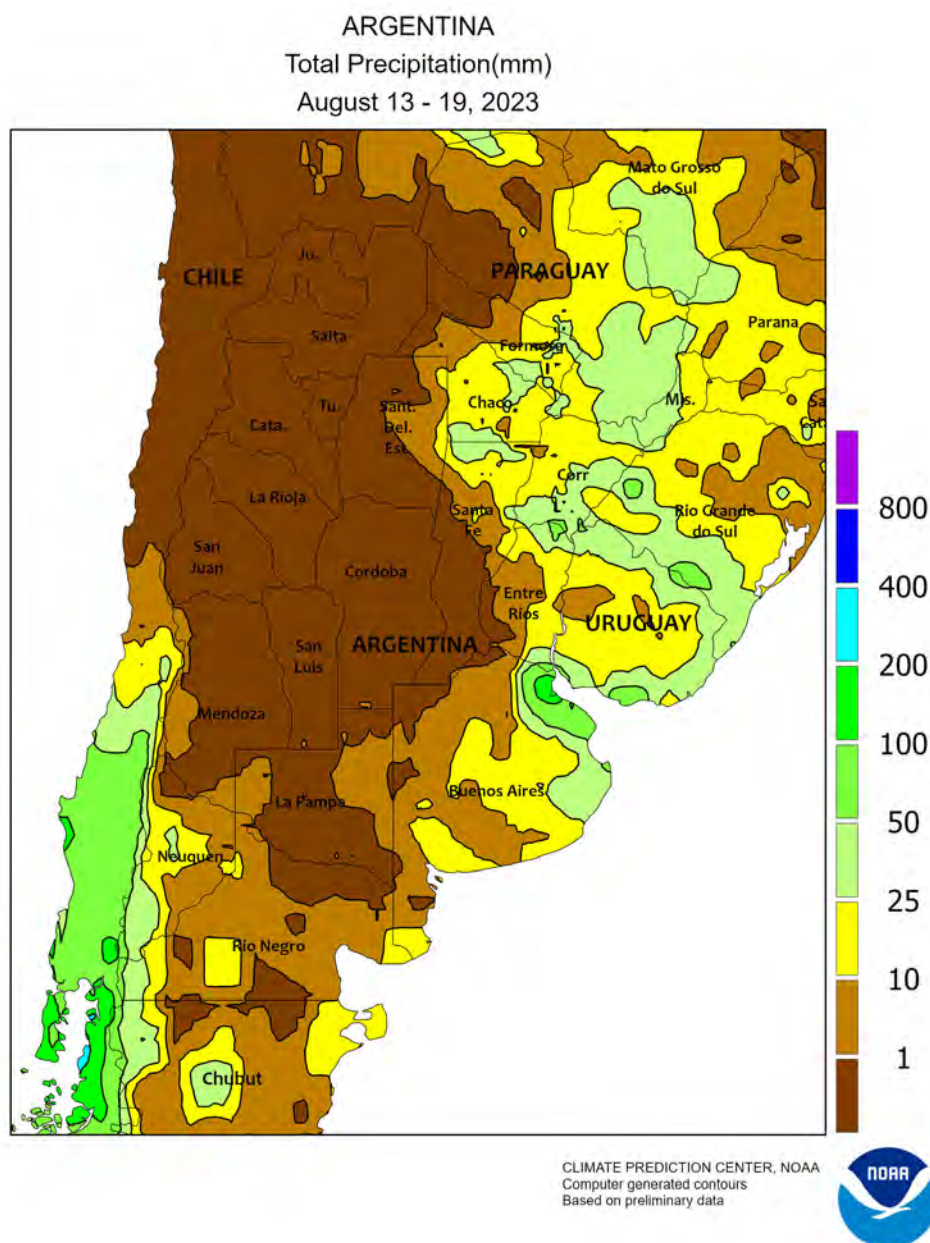 ARGENTINA
Total Precipitation(mm)
August 13 - 19, 2023
Mato Grosso
do Sul
Ju.
CHILE
PARAGUAY
Parana
Salta
Formosa
Chaco
Mis.
Sa
Cat.
Tu.
Sant.
Del.
Est.
Cata.
Corr
La Rioja
Santa
Fe
Rio Grande
do Sul
San
Juan
Cordoba
Entre
Rios
URUGUAY
ARGENTINA
San
Luis
Mendoza
La Pampa
Buenos Aires
Neuquen
Rio Negro
Chubut
800
400
200
100
50
25
10
1
CLIMATE PREDICTION CENTER, NOAA
Computer generated contours
Based on preliminary data
NOAA